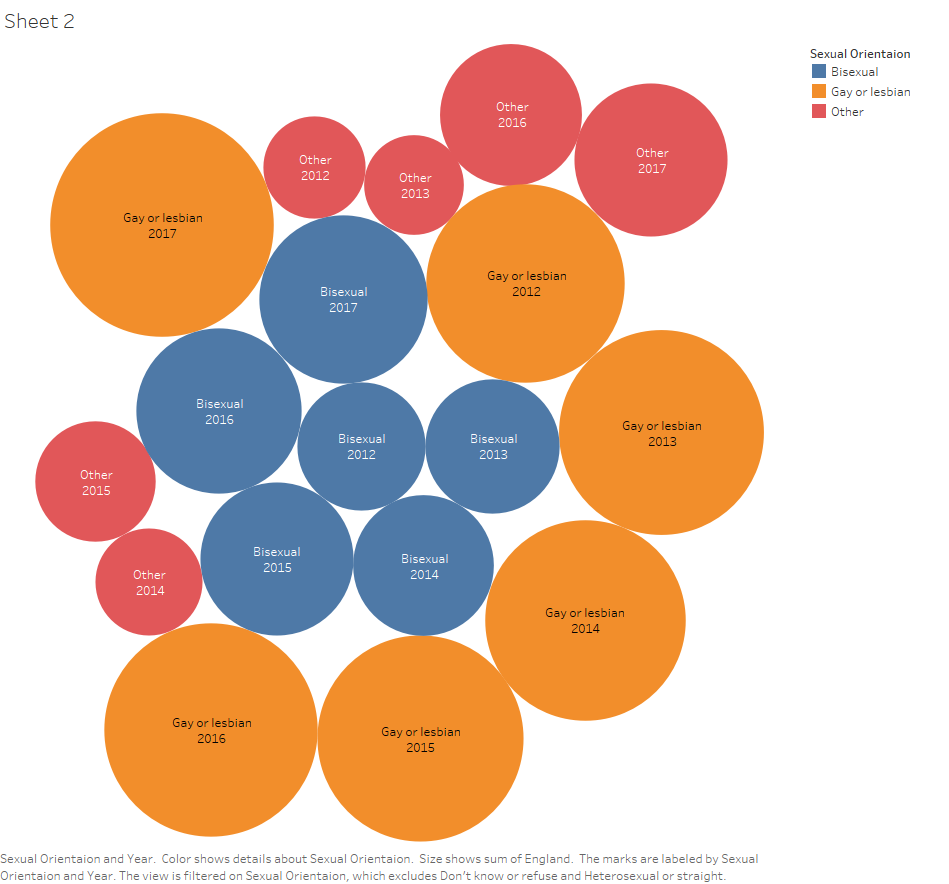 Sheet 2
Sexual Orientaion
Bisexual
Gay or lesbian
Other
Other
2016
Other
2017
Other
2012
Other
2013
Gay or lesbian
2017
Gay or lesbian
2012
Bisexual
2017
Bisexual
2016
Gay or lesbian
2013
Bisexual
2012
Bisexual
2013
Other
2015
Bisexual
2015
Bisexual
2014
Other
2014
Gay or lesbian
2014
Gay or lesbian
2016
Gay or lesbian
2015
Sexual Orientaion and Year.  Color shows details about Sexual Orientaion.  Size shows sum of England.  The marks are labeled by Sexual
Orientaion and Year. The view is filtered on Sexual Orientaion, which excludes Don’t know or refuse and Heterosexual or straight.